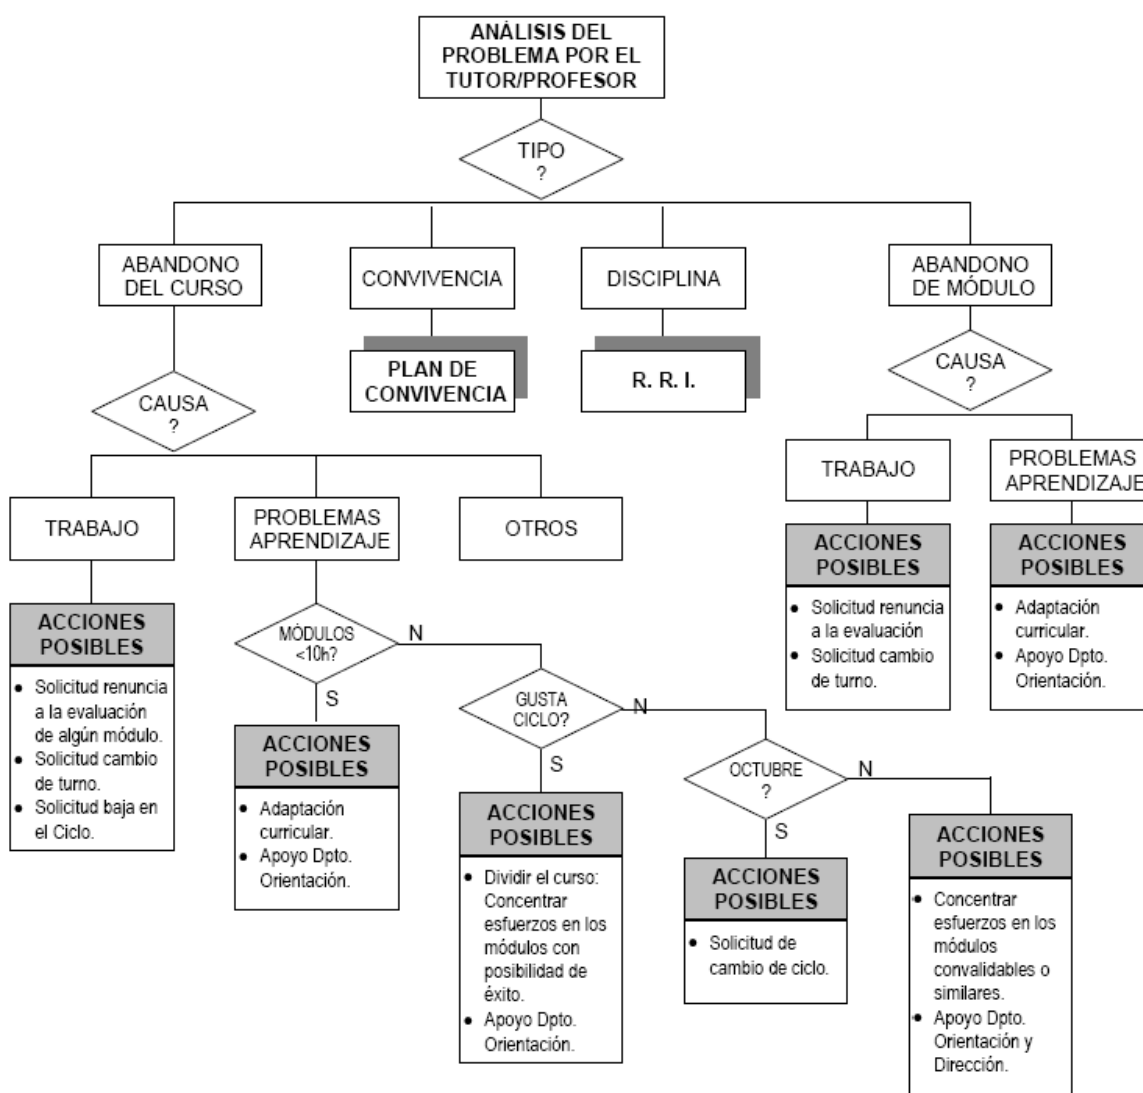 ANÁLISIS DEL
PROBLEMA POR EL
TUTOR/PROFESOR
TIPO
?
ABANDONO
DEL CURSO
CONVIVENCIA
DISCIPLINA
ABANDONO
DE MÓDULO
PLAN DE
CONVIVENCIA
R. R. I.
CAUSA
?
CAUSA
?
TRABAJO
PROBLEMAS
APRENDIZAJE
OTROS
TRABAJO
PROBLEMAS
APRENDIZAJE
ACCIONES
POSIBLES
• Solicitud renuncia
a la evaluación
• Solicitud cambio
de turno.
ACCIONES
POSIBLES
• Adaptación
curricular.
• Apoyo Dpto.
Orientación.
ACCIONES
POSIBLES
• Solicitud renuncia
a la evaluación
de algún módulo.
• Solicitud cambio
de turno.
• Solicitud baja en
el Ciclo.
MÓDULOS
<10h?
N
S
ACCIONES
POSIBLES
• Adaptación
curricular.
• Apoyo Dpto.
Orientación.
GUSTA
CICLO?
N
S
ACCIONES
POSIBLES
• Dividir el curso:
Concentrar
esfuerzos en los
módulos con
posibilidad de
éxito.
• Apoyo Dpto.
Orientación.
OCTUBRE
?
N
S
ACCIONES
POSIBLES
• Solicitud de
cambio de ciclo.
ACCIONES
POSIBLES
• Concentrar
esfuerzos en los
módulos
convalidables o
similares.
• Apoyo Dpto.
Orientación y
Dirección.